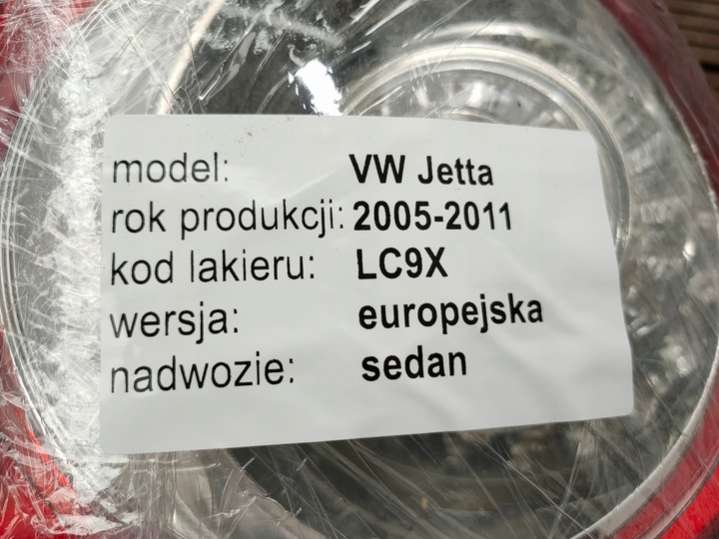 model: VW Jetta
rok produkcji: 2005-2011
kod lakieru: LC9X
wersja: europejska
nadwozie: sedan